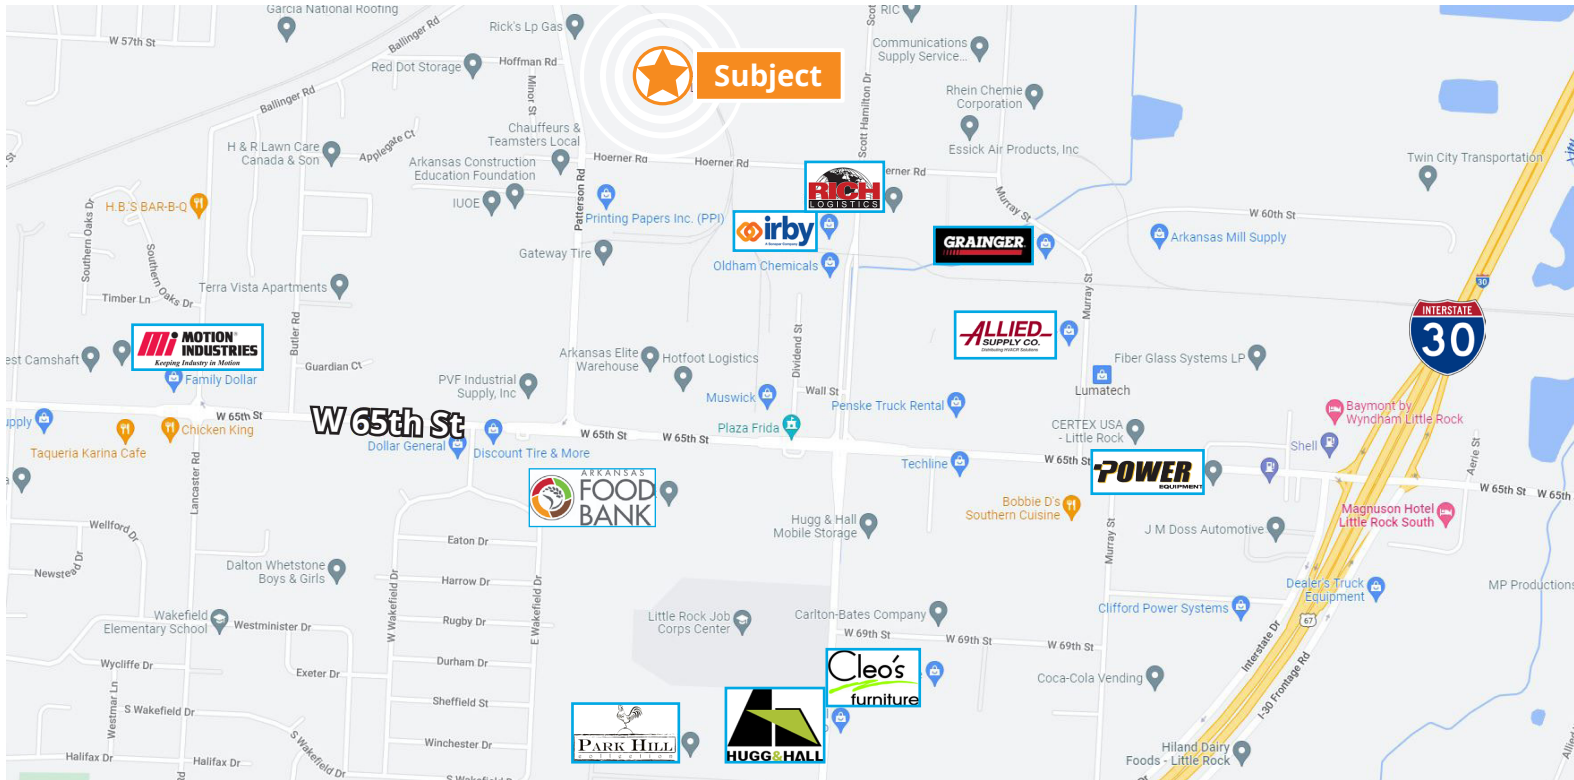 Garcia National Roofing
W 57th St
Ballinger Rd
Rick's Lp Gas
RIC
Communications
Supply Service...
Hoffman Rd
Red Dot Storage
Subject
Minor St
Scott Hamilton Dr
Ballinger Rd
Rhein Chemie
Corporation
Chauffeurs &
Teamsters Local
Applegate Ct
H & R Lawn Care
Canada & Son
Arkansas Construction
Education Foundation
Hoerner Rd
Hoerner Rd
Essick Air Products, Inc
Twin City Transportation
erner Rd
RICH
LOGISTICS
H.B.'S BAR-B-Q
IUOE
Patterson Rd
Printing Papers Inc. (PPI)
irby
Murray St
W 60th St
Southern Oaks Dr
Southern Oaks Dr
GRAINGER
Arkansas Mill Supply
Gateway Tire
Oldham Chemicals
Terra Vista Apartments
Timber Ln
Murray St
30
INTERSTATE
30
MOTION
INDUSTRIES
Keeping Industry in Motion
Butler Rd
ALLIED
SUPPLY CO.
Distributing HVACR Solutions
est Camshaft
Guardian Ct
Arkansas Elite
Warehouse
Hotfoot Logistics
Dividend St
Fiber Glass Systems LP
Family Dollar
PVF Industrial
Supply, Inc
Muswick
Wall St
Lumatech
Penske Truck Rental
Baymont by
Wyndham Little Rock
upply
W 65th St
W 65th St
Chicken King
Plaza Frida
CERTEX USA
- Little Rock
Shell
Taqueria Karina Cafe
Dollar General
Discount Tire & More
W 65th St
W 65th St
Techline
W 65th St
POWER
EQUIPMENT
Aerie St
W 65th St
W 65th
Lancaster Rd
ARKANSAS
FOOD
BANK
Bobbie D's
Southern Cuisine
Magnuson Hotel
Little Rock South
Wellford Dr
Hugg & Hall
Mobile Storage
J M Doss Automotive
Murray St
Eaton Dr
Newstead Dr
Dalton Whetstone
Boys & Girls
W Wakefield Dr
Harrow Dr
E Wakefield Dr
Dealer's Truck
Equipment
MP Productions
Wakefield
Elementary School
Westminister Dr
Rugby Dr
Little Rock Job
Corps Center
Carlton-Bates Company
Clifford Power Systems
67
W 69th St
W 69th St
W 69th St
Interstate Dr
Wycliffe Dr
Exeter Dr
Durham Dr
Cleo's
furniture
Coca-Cola Vending
I-30 Frontage Rd
Westmar Ln
S Wakefield Dr
Sheffield St
PARK HILL
collection
HUGG&HALL
S Wakefield Dr
Winchester Dr
Hiland Dairy
Foods - Little Rock
Halifax Dr
Halifax Dr
S Wakefield Dr